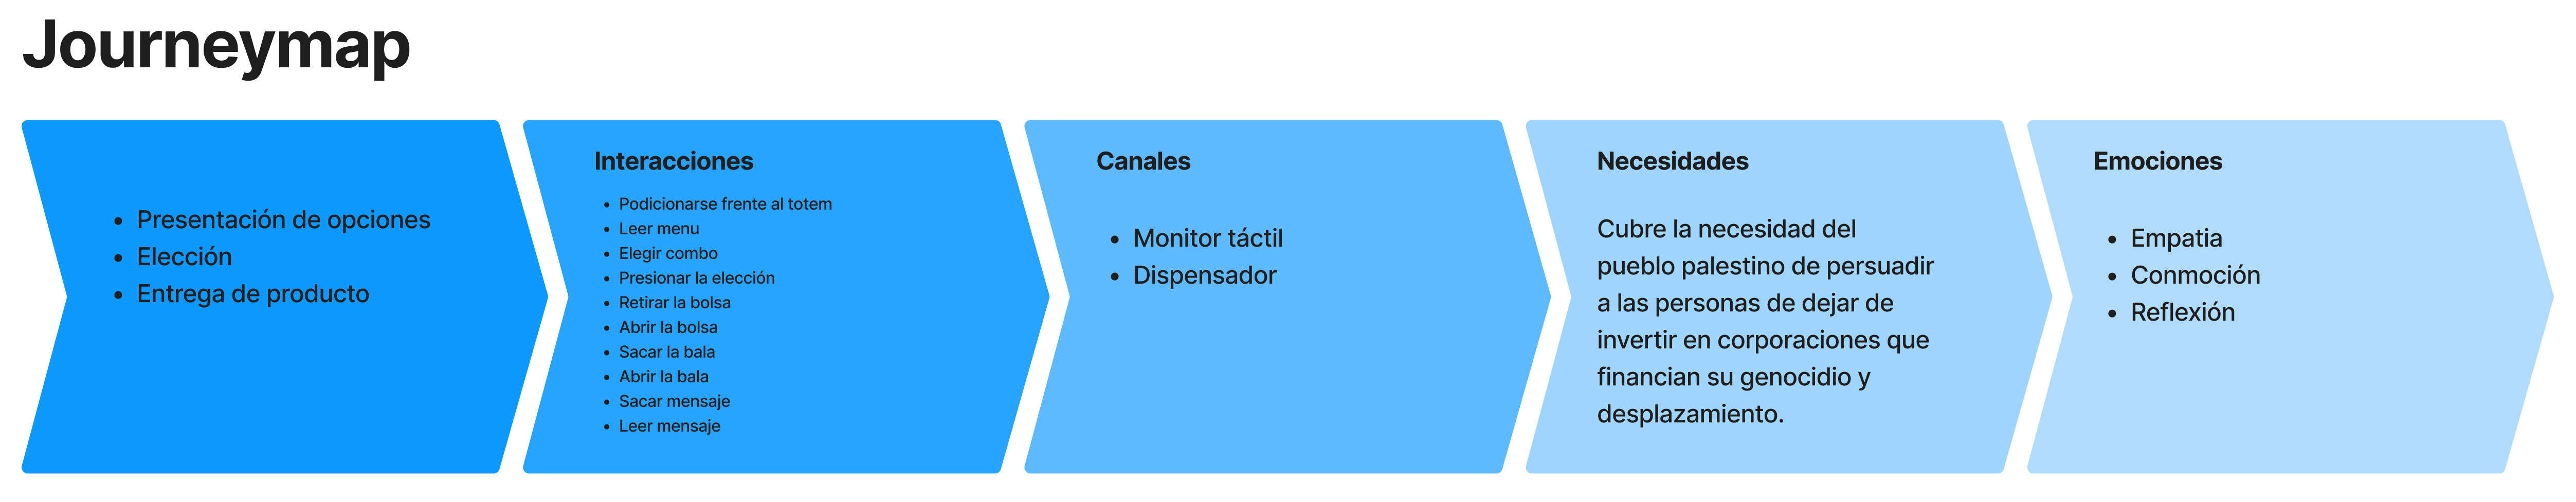 Journeymap
• Presentación de opciones
• Elección
• Entrega de producto
Interacciones
• Podicionarse frente al totem
• Leer menu
• Elegir combo
• Presionar la elección
• Retirar la bolsa
• Abrir la bolsa
• Sacar la bala
• Abrir la bala
• Sacar mensaje
• Leer mensaje
Canales
• Monitor táctil
• Dispensador
Necesidades
Cubre la necesidad del
pueblo palestino de persuadir
a las personas de dejar de
invertir en corporaciones que
financian su genocidio y
desplazamiento.
Emociones
• Empatia
• Conmoción
• Reflexión